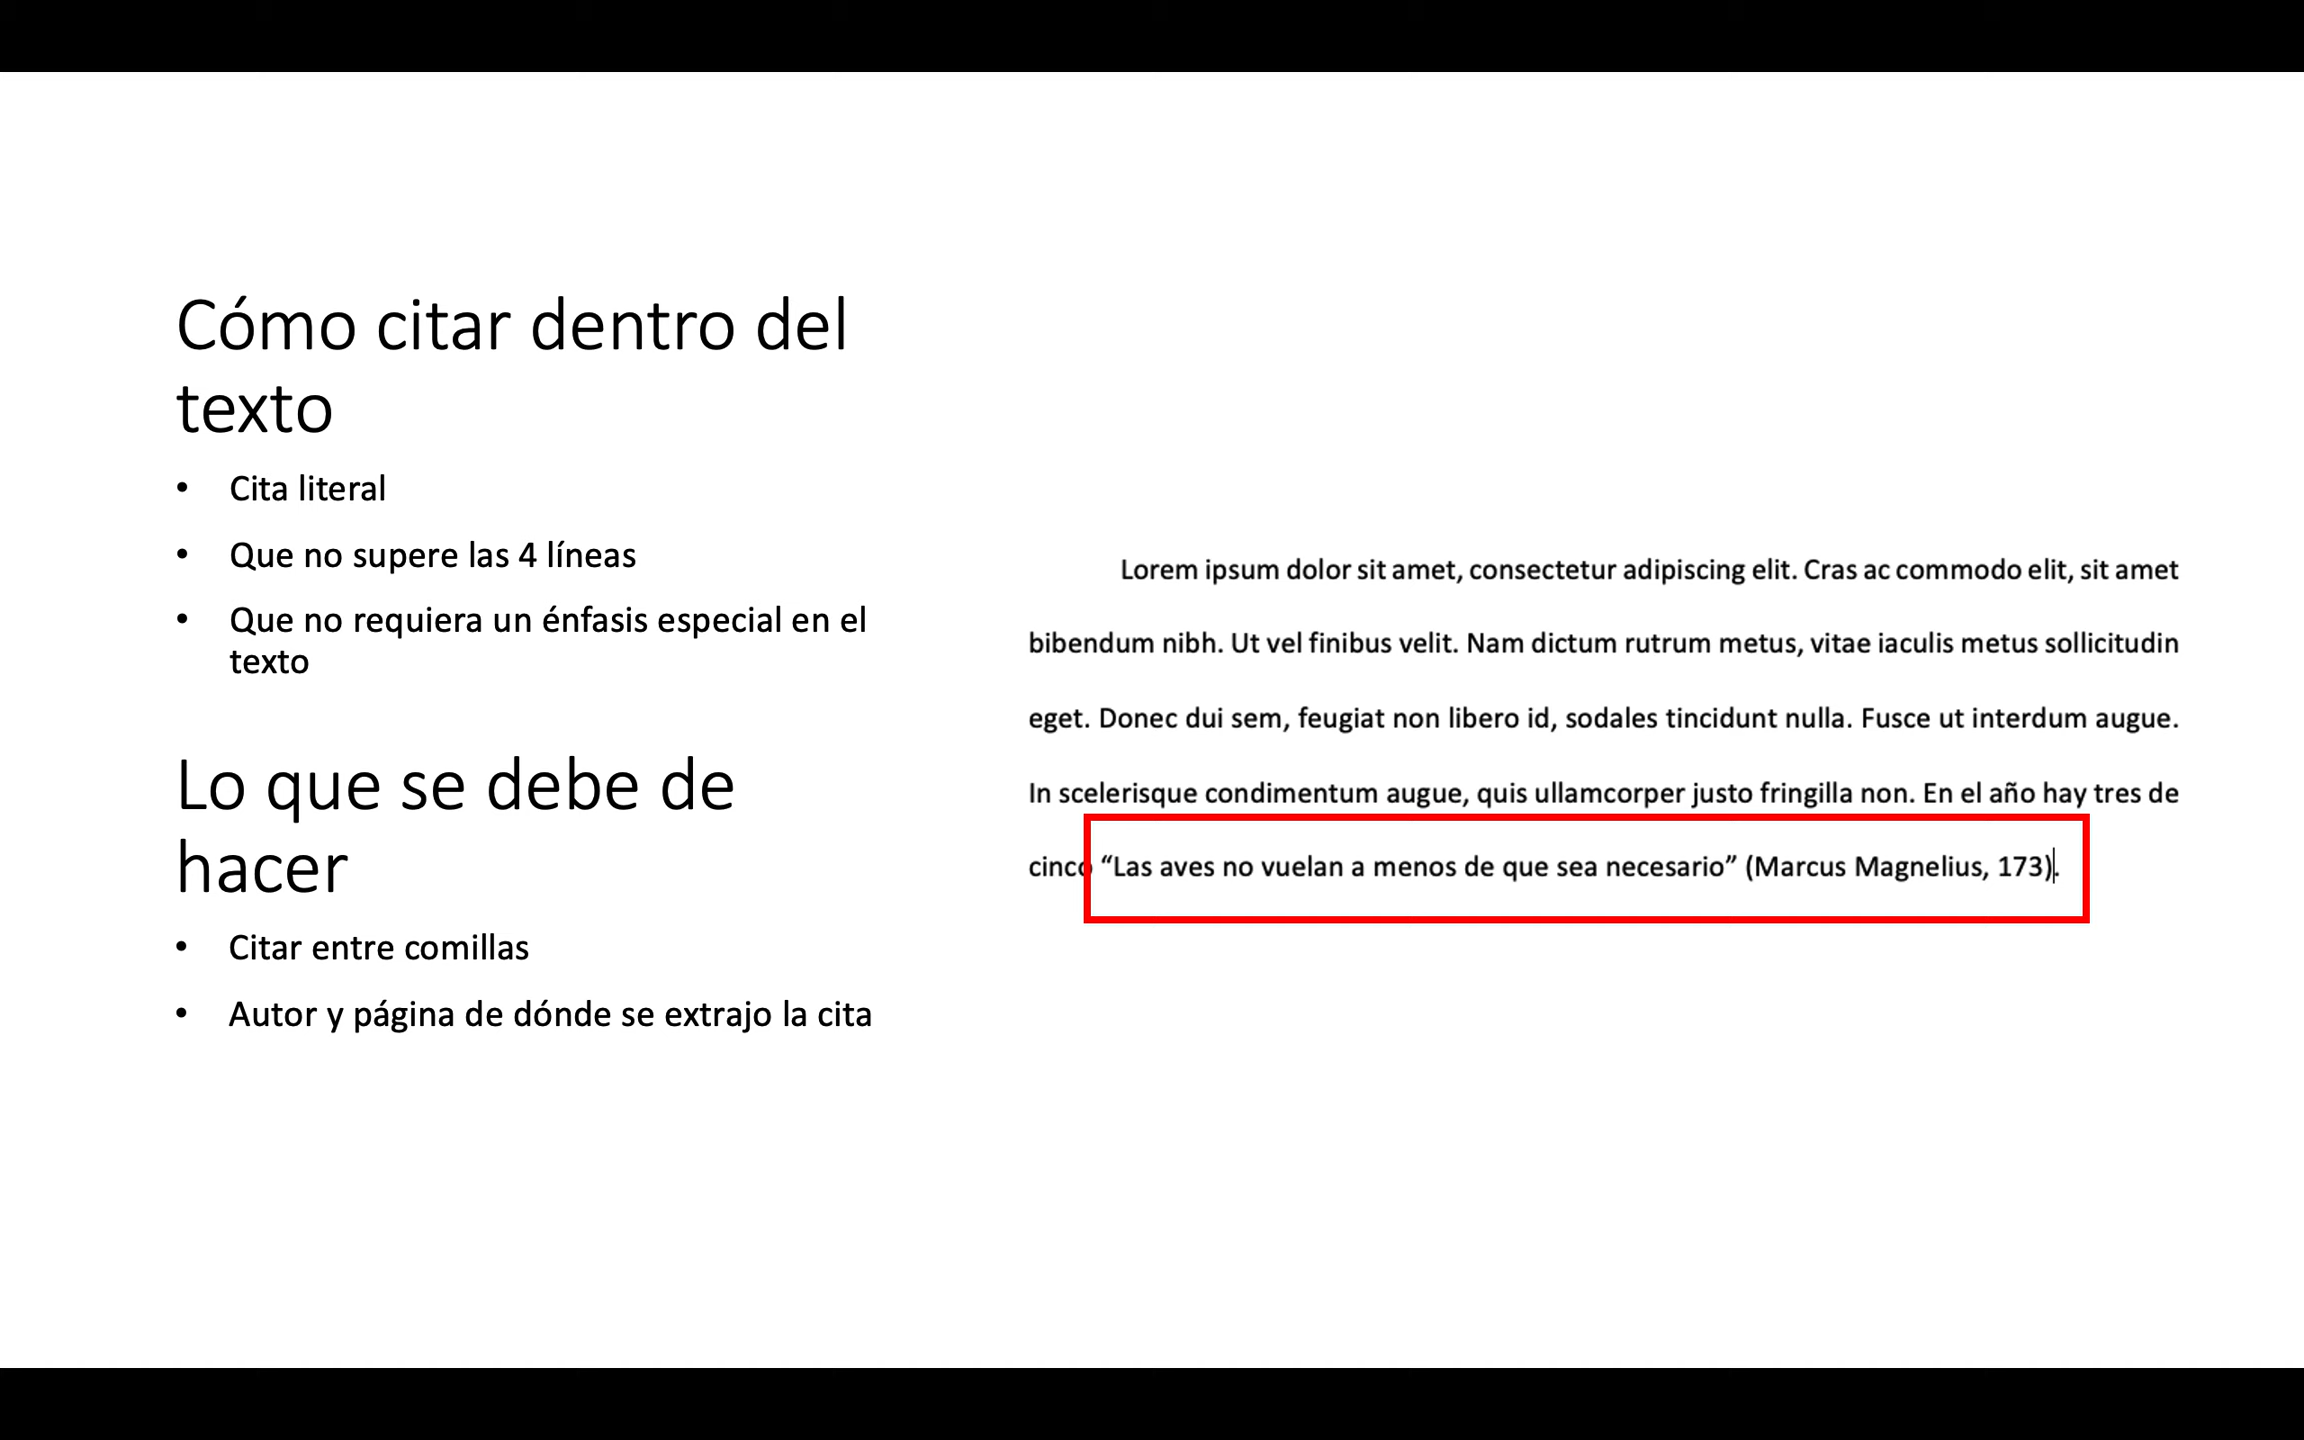 Cómo citar dentro del
texto
• Cita literal
• Que no supere las 4 líneas
• Que no requiera un énfasis especial en el
texto
Lo que se debe de
hacer
• Citar entre comillas
• Autor y página de dónde se extrajo la cita
Lorem ipsum dolor sit amet, consectetur adipiscing elit. Cras ac commodo elit, sit amet
bibendum nibh. Ut vel finibus velit. Nam dictum rutrum metus, vitae iaculis metus sollicitudin
eget. Donec dui sem, feugiat non libero id, sodales tincidunt nulla. Fusce ut interdum augue.
In scelerisque condimentum augue, quis ullamcorper justo fringilla non. En el año hay tres de
cinco “Las aves no vuelan a menos de que sea necesario” (Marcus Magnelius, 173).